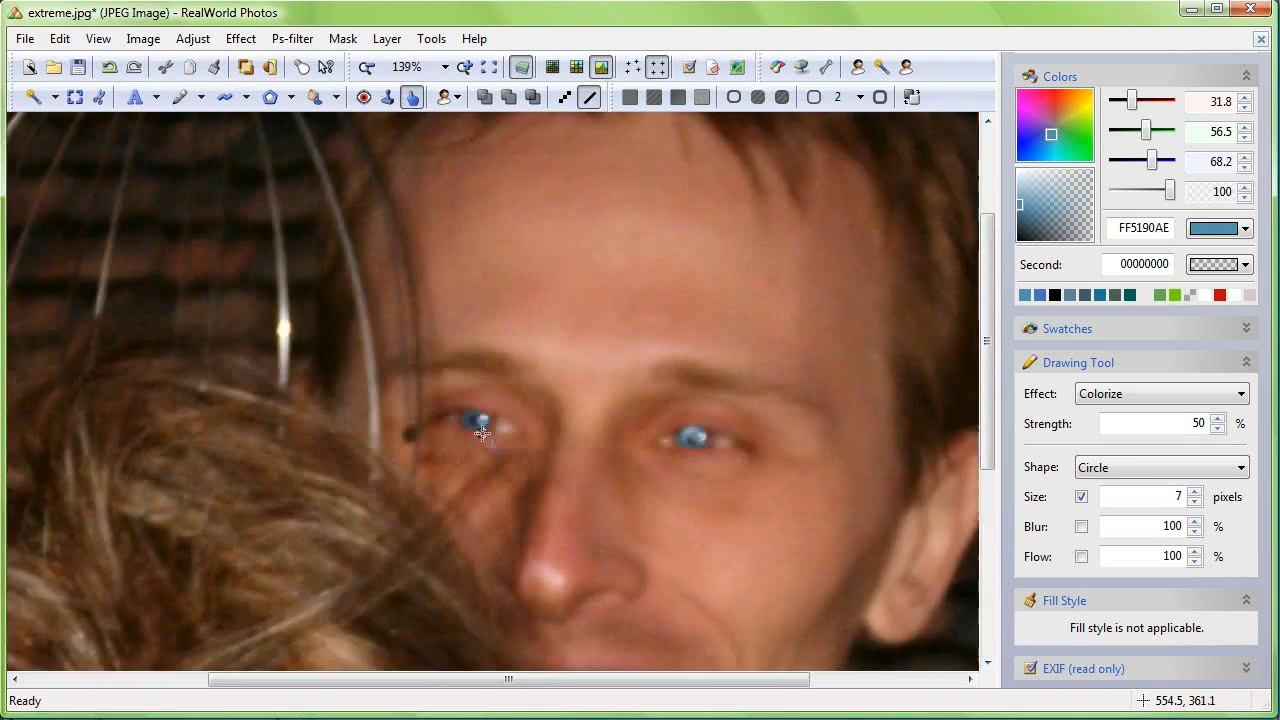 extreme.jpg* (JPEG Image) - RealWorld Photos
File Edit View Image Adjust Effect Ps-filter Mask Layer Tools Help
139%
2
Colors
31.8
56.5
68.2
100
FF5190AE
Second: 00000000
Swatches
Drawing Tool
Effect: Colorize
Strength: 50 %
Shape: Circle
Size: 7 pixels
Blur: 100 %
Flow: 100 %
Fill Style
Fill style is not applicable.
EXIF (read only)
Ready 554.5, 361.1